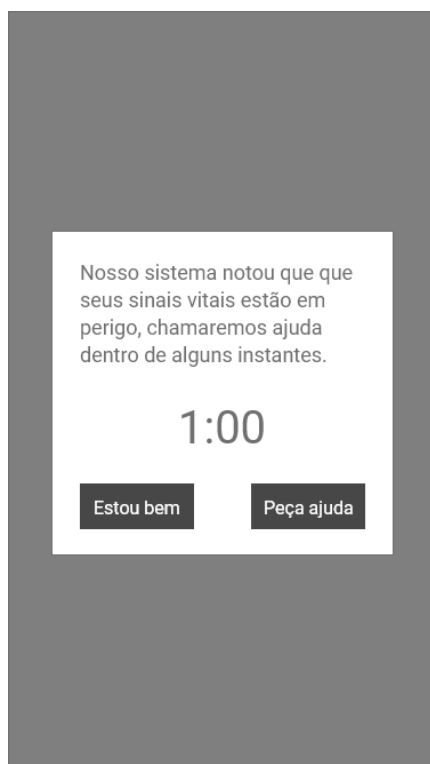 Nosso sistema notou que que
seus sinais vitais estão em
perigo, chamaremos ajuda
dentro de alguns instantes.
1:00
Estou bem
Peça ajuda